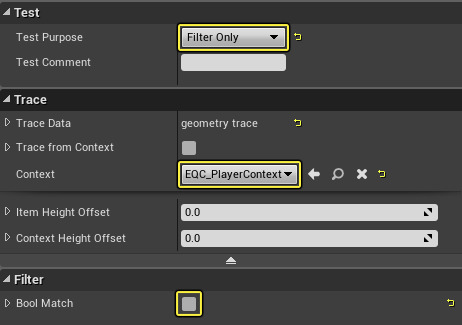 Test
Test Purpose Filter Only
Test Comment
Trace
Trace Data geometry trace
Trace from Context
Context EQC_PlayerContext
Item Height Offset 0.0
Context Height Offset 0.0
Filter
Bool Match